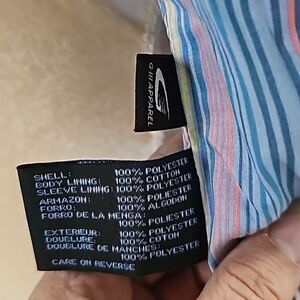 G-III APPAREL
SHELL: 100% POLYESTER
BODY LINING: 100% COTTON
SLEEVE LINING: 100% POLYESTER
ARMAZON: 100% POLIESTER
FORRO: 100% ALGODON
FORRO DE LA MENGA:
100% POLIESTER
EXTERIEUR: 100% POLYESTER
DOUBLURE: 100% COTON
DOUBLURE DE MANCHES:
100% POLYESTER
CARE ON REVERSE